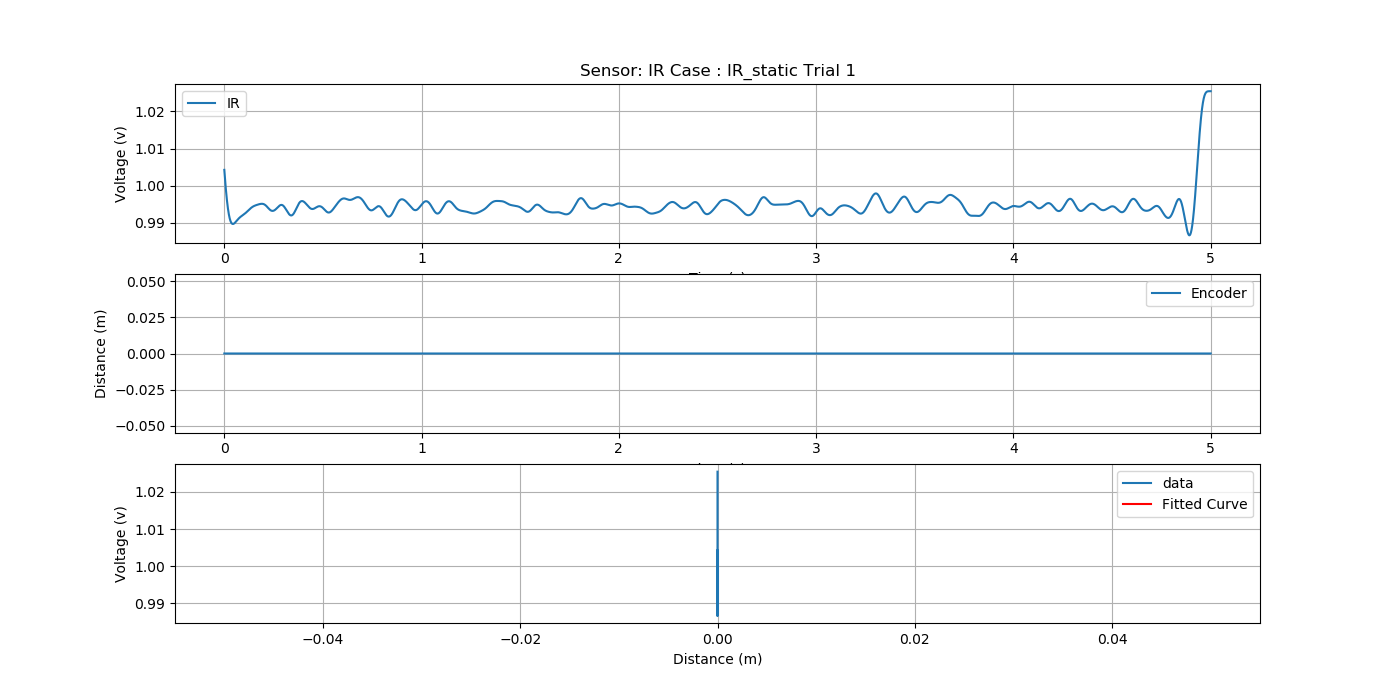 Sensor: IR Case : IR_static Trial 1
IR
Voltage (v)
1.02
1.01
1.00
0.99
0 1 2 3 4 5
Encoder
Distance (m)
0.050
0.025
0.000
−0.025
−0.050
0 1 2 3 4 5
data
Fitted Curve
Voltage (v)
1.02
1.01
1.00
0.99
−0.04 −0.02 0.00 0.02 0.04
Distance (m)